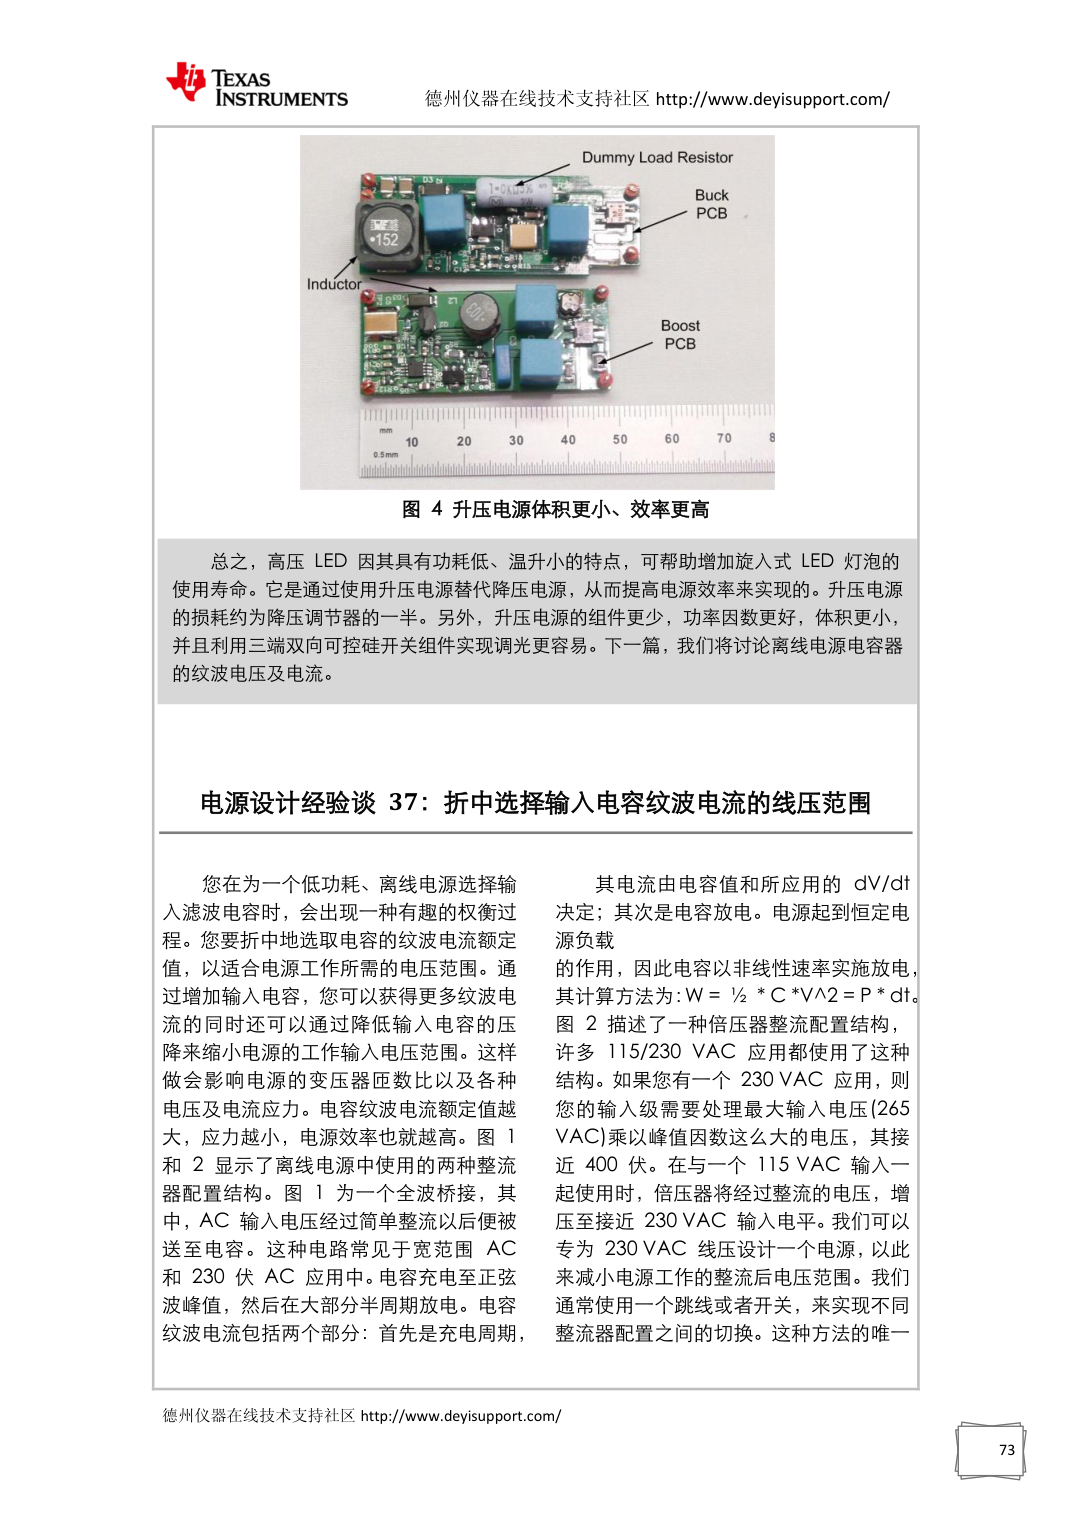 TEXAS
INSTRUMENTS
德州仪器在线技术支持社区 http://www.deyisupport.com/
Dummy Load Resistor
Buck
PCB
152
Inductor
Boost
PCB
mm
10 20 30 40 50 60 70 8
0.5mm
图 4 升压电源体积更小、效率更高
总之，高压 LED 因其具有功耗低、温升小的特点，可帮助增加旋入式 LED 灯泡的
使用寿命。它是通过使用升压电源替代降压电源，从而提高电源效率来实现的。升压电源
的损耗约为降压调节器的一半。另外，升压电源的组件更少，功率因数更好，体积更小，
并且利用三端双向可控硅开关组件实现调光更容易。下一篇，我们将讨论离线电源电容器
的纹波电压及电流。
电源设计经验谈 37：折中选择输入电容纹波电流的线压范围
您在为一个低功耗、离线电源选择输
入滤波电容时，会出现一种有趣的权衡过
程。您要折中地选取电容的纹波电流额定
值，以适合电源工作所需的电压范围。通
过增加输入电容，您可以获得更多纹波电
流的同时还可以通过降低输入电容的压
降来缩小电源的工作输入电压范围。这样
做会影响电源的变压器匝数比以及各种
电压及电流应力。电容纹波电流额定值越
大，应力越小，电源效率也就越高。图 1
和 2 显示了离线电源中使用的两种整流
器配置结构。图 1 为一个全波桥接，其
中，AC 输入电压经过简单整流以后便被
送至电容。这种电路常见于宽范围 AC
和 230 伏 AC 应用中。电容充电至正弦
波峰值，然后在大部分半周期放电。电容
纹波电流包括两个部分：首先是充电周期，
其电流由电容值和所应用的 dV/dt
决定；其次是电容放电。电源起到恒定电
源负载
的作用，因此电容以非线性速率实施放电，
其计算方法为：W = ½ * C *V^2 = P * dt。
图 2 描述了一种倍压器整流配置结构，
许多 115/230 VAC 应用都使用了这种
结构。如果您有一个 230 VAC 应用，则
您的输入级需要处理最大输入电压(265
VAC)乘以峰值因数这么大的电压，其接
近 400 伏。在与一个 115 VAC 输入一
起使用时，倍压器将经过整流的电压，增
压至接近 230 VAC 输入电平。我们可以
专为 230 VAC 线压设计一个电源，以此
来减小电源工作的整流后电压范围。我们
通常使用一个跳线或者开关，来实现不同
整流器配置之间的切换。这种方法的唯一
德州仪器在线技术支持社区 http://www.deyisupport.com/
73